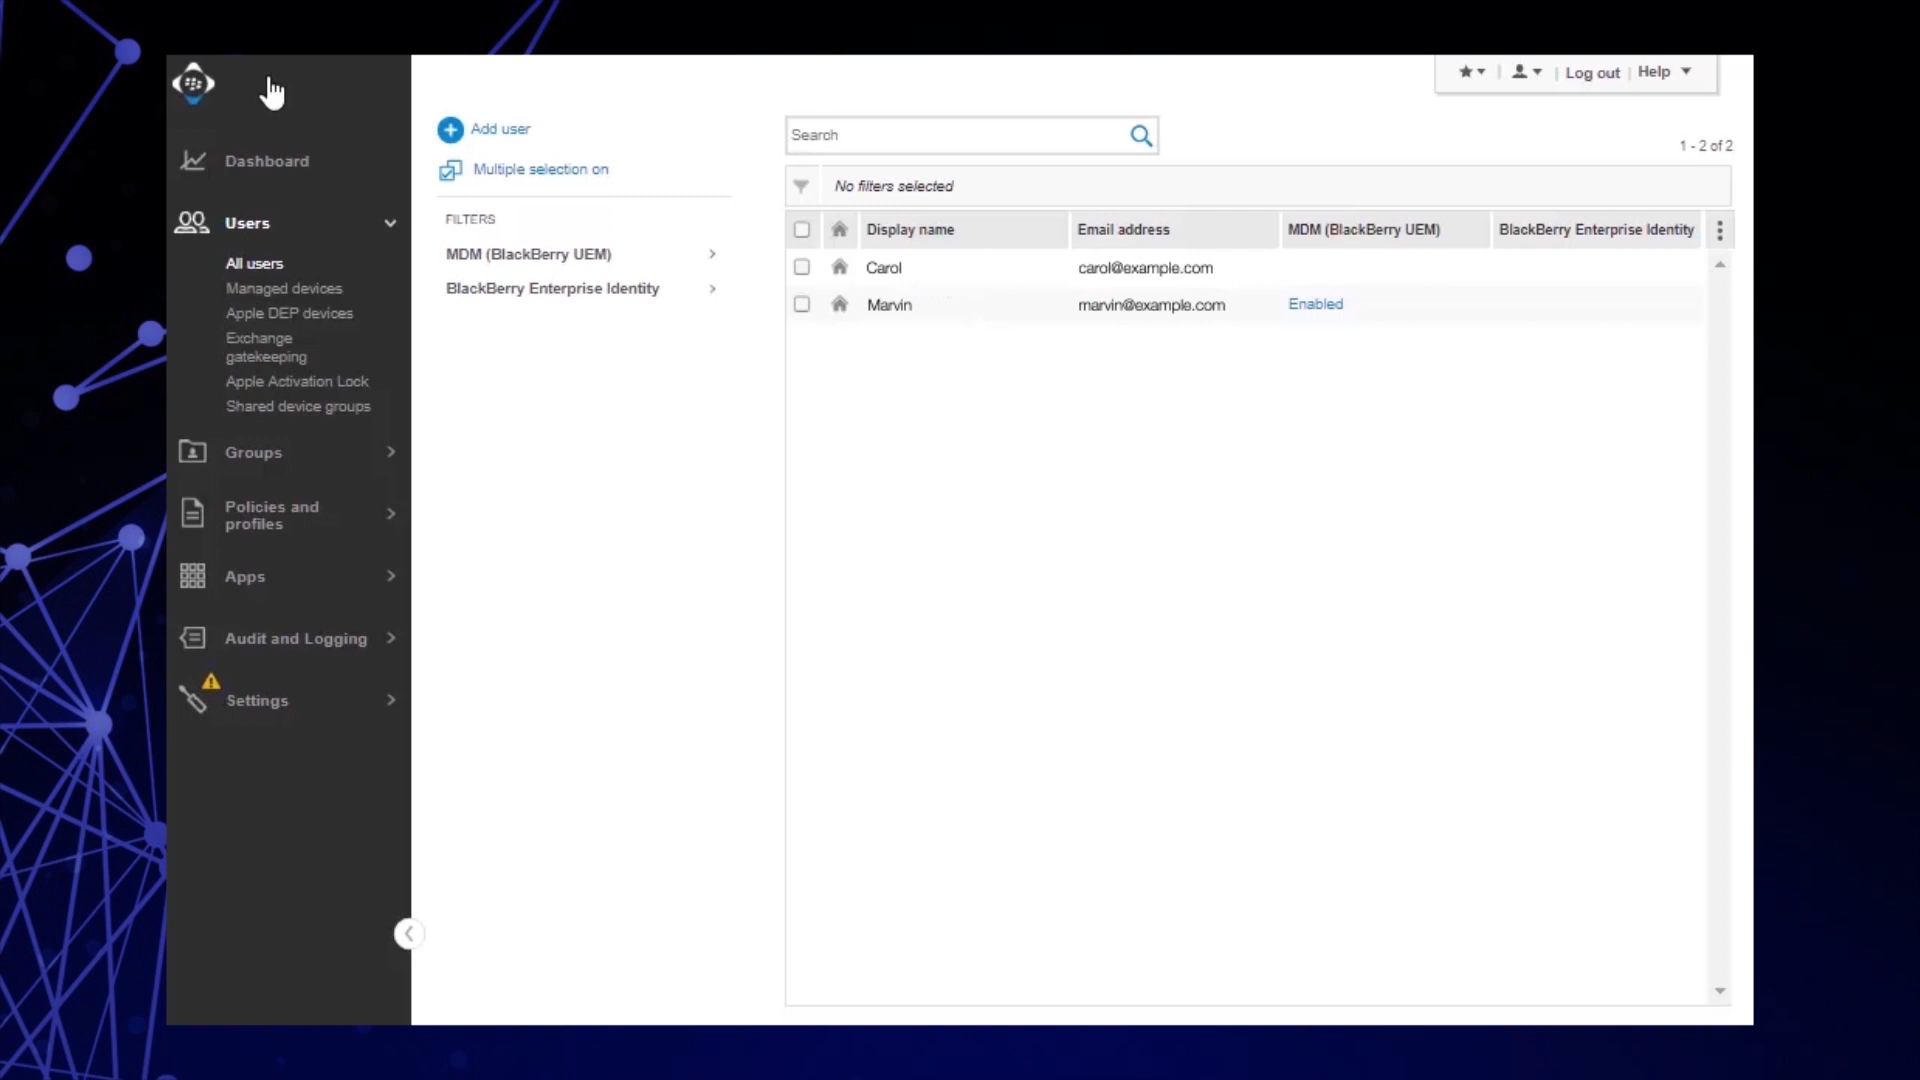 Log out
Help
Dashboard
Users
All users
Managed devices
Apple DEP devices
Exchange
gatekeeping
Apple Activation Lock
Shared device groups
Groups
Policies and
profiles
Apps
Audit and Logging
Settings
Add user
Multiple selection on
FILTERS
MDM (BlackBerry UEM)
BlackBerry Enterprise Identity
Search
1 - 2 of 2
No filters selected
Display name Email address MDM (BlackBerry UEM) BlackBerry Enterprise Identity
Carol carol@example.com
Marvin marvin@example.com Enabled